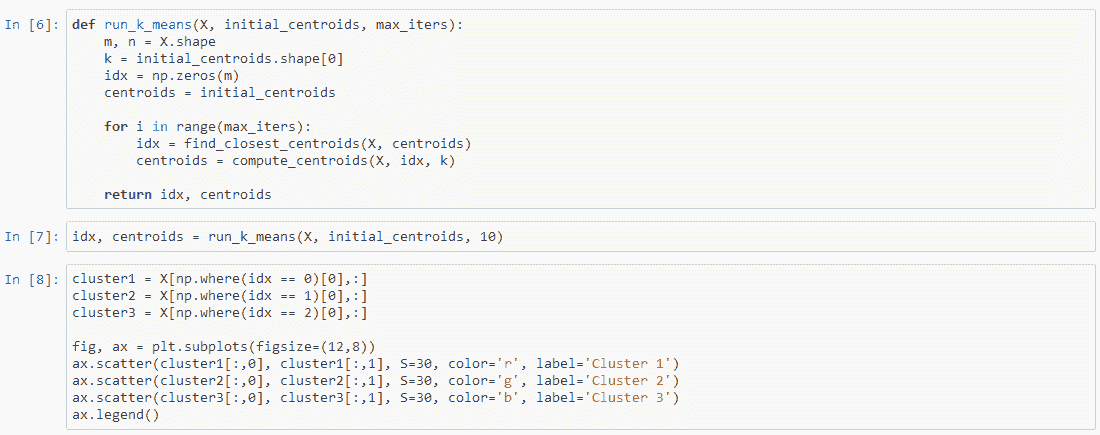 In [6]: def run_k_means(X, initial_centroids, max_iters):
    m, n = X.shape
    k = initial_centroids.shape[0]
    idx = np.zeros(m)
    centroids = initial_centroids

    for i in range(max_iters):
        idx = find_closest_centroids(X, centroids)
        centroids = compute_centroids(X, idx, k)

    return idx, centroids
In [7]: idx, centroids = run_k_means(X, initial_centroids, 10)
In [8]: cluster1 = X[np.where(idx == 0)[0],:]
cluster2 = X[np.where(idx == 1)[0],:]
cluster3 = X[np.where(idx == 2)[0],:]

fig, ax = plt.subplots(figsize=(12,8))
ax.scatter(cluster1[:,0], cluster1[:,1], S=30, color='r', label='Cluster 1')
ax.scatter(cluster2[:,0], cluster2[:,1], S=30, color='g', label='Cluster 2')
ax.scatter(cluster3[:,0], cluster3[:,1], S=30, color='b', label='Cluster 3')
ax.legend()